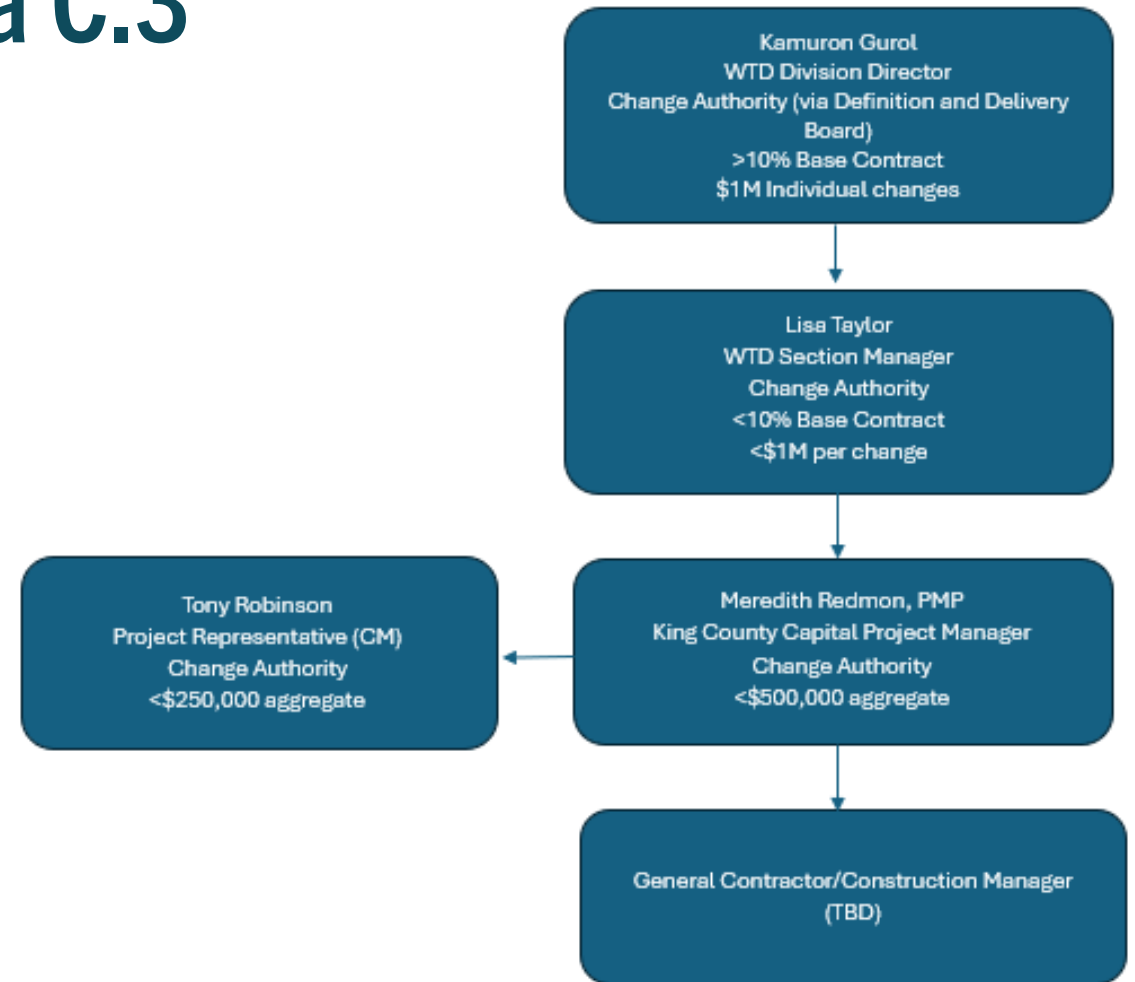 a C.3
Kamuron Gurol
WTD Division Director
Change Authority (via Definition and Delivery
Board)
>10% Base Contract
$1M Individual changes
Lisa Taylor
WTD Section Manager
Change Authority
<10% Base Contract
<$1M per change
Tony Robinson
Project Representative (CM)
Change Authority
<$250,000 aggregate
Meredith Redmon, PMP
King County Capital Project Manager
Change Authority
<$500,000 aggregate
General Contractor/Construction Manager
(TBD)